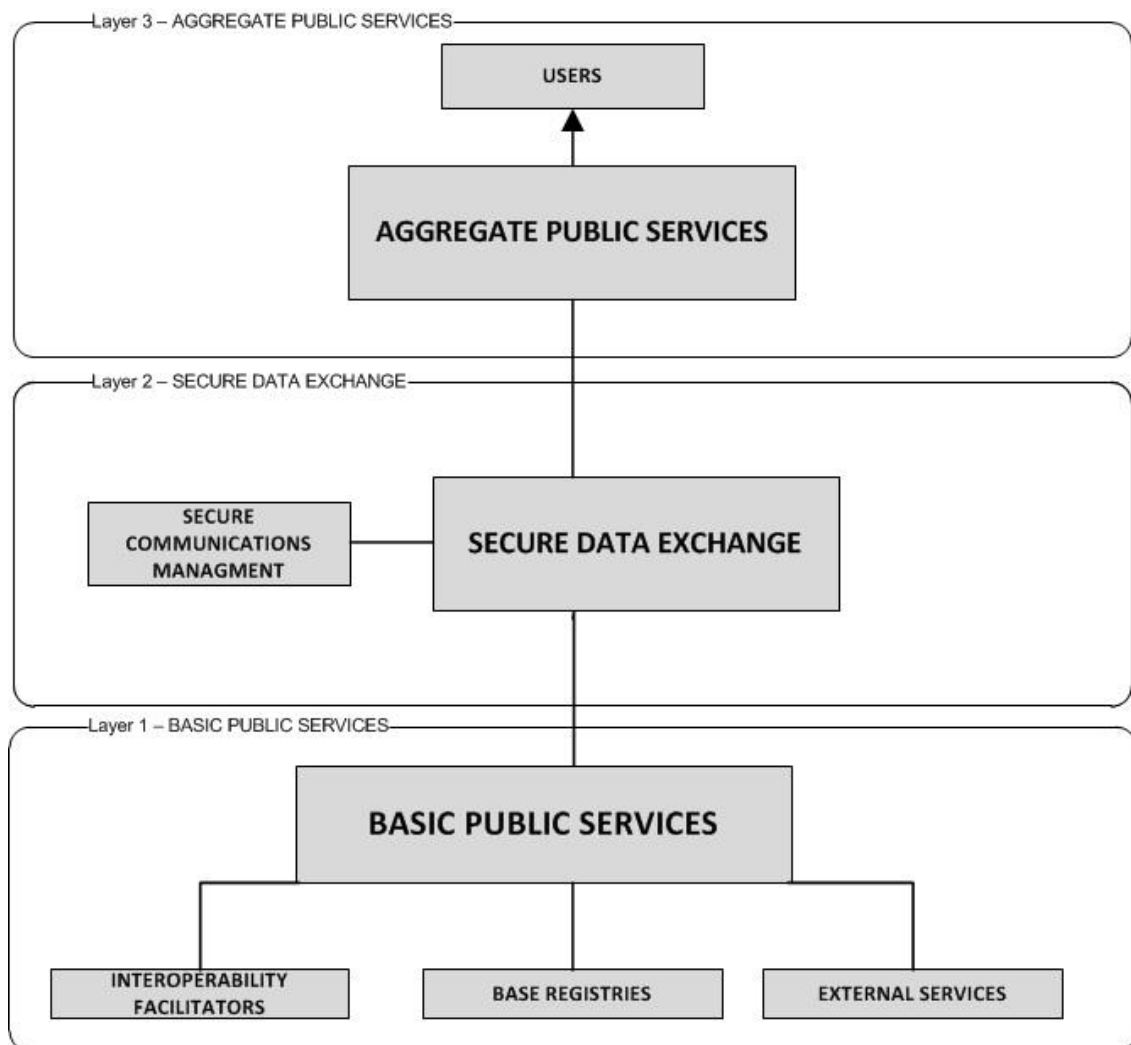 Layer 3 – AGGREGATE PUBLIC SERVICES
USERS
AGGREGATE PUBLIC SERVICES
Layer 2 – SECURE DATA EXCHANGE
SECURE
COMMUNICATIONS
MANAGMENT
SECURE DATA EXCHANGE
Layer 1 – BASIC PUBLIC SERVICES
BASIC PUBLIC SERVICES
INTEROPERABILITY
FACILITATORS
BASE REGISTRIES
EXTERNAL SERVICES